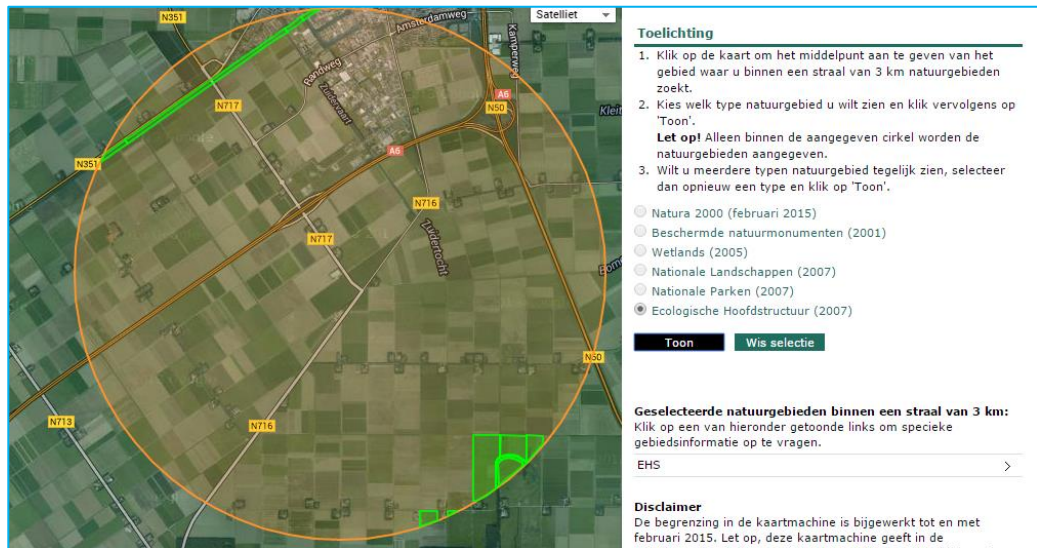 N351
Satelliet
Amsterdamweg
Kamperweg
Randweg
Zuidervaart
A6
N717
N50
Kleit
A6
N351
N716
Zuidertocht
N717
N50
N713
N716
Toelichting
1. Klik op de kaart om het middelpunt aan te geven van het
gebied waar u binnen een straal van 3 km natuurgebieden
zoekt.
2. Kies welk type natuurgebied u wilt zien en klik vervolgens op
'Toon'.
Let op! Alleen binnen de aangegeven cirkel worden de
natuurgebieden aangegeven.
3. Wilt u meerdere typen natuurgebied tegelijk zien, selecteer
dan opnieuw een type en klik op 'Toon'.
Natura 2000 (februari 2015)
Beschermde natuurmonumenten (2001)
Wetlands (2005)
Nationale Landschappen (2007)
Nationale Parken (2007)
Ecologische Hoofdstructuur (2007)
Toon Wis selectie
Geselecteerde natuurgebieden binnen een straal van 3 km:
Klik op een van hieronder getoonde links om specieke
gebiedsinformatie op te vragen.
EHS
Disclaimer
De begrenzing in de kaartmachine is bijgewerkt tot en met
februari 2015. Let op, deze kaartmachine geeft in de